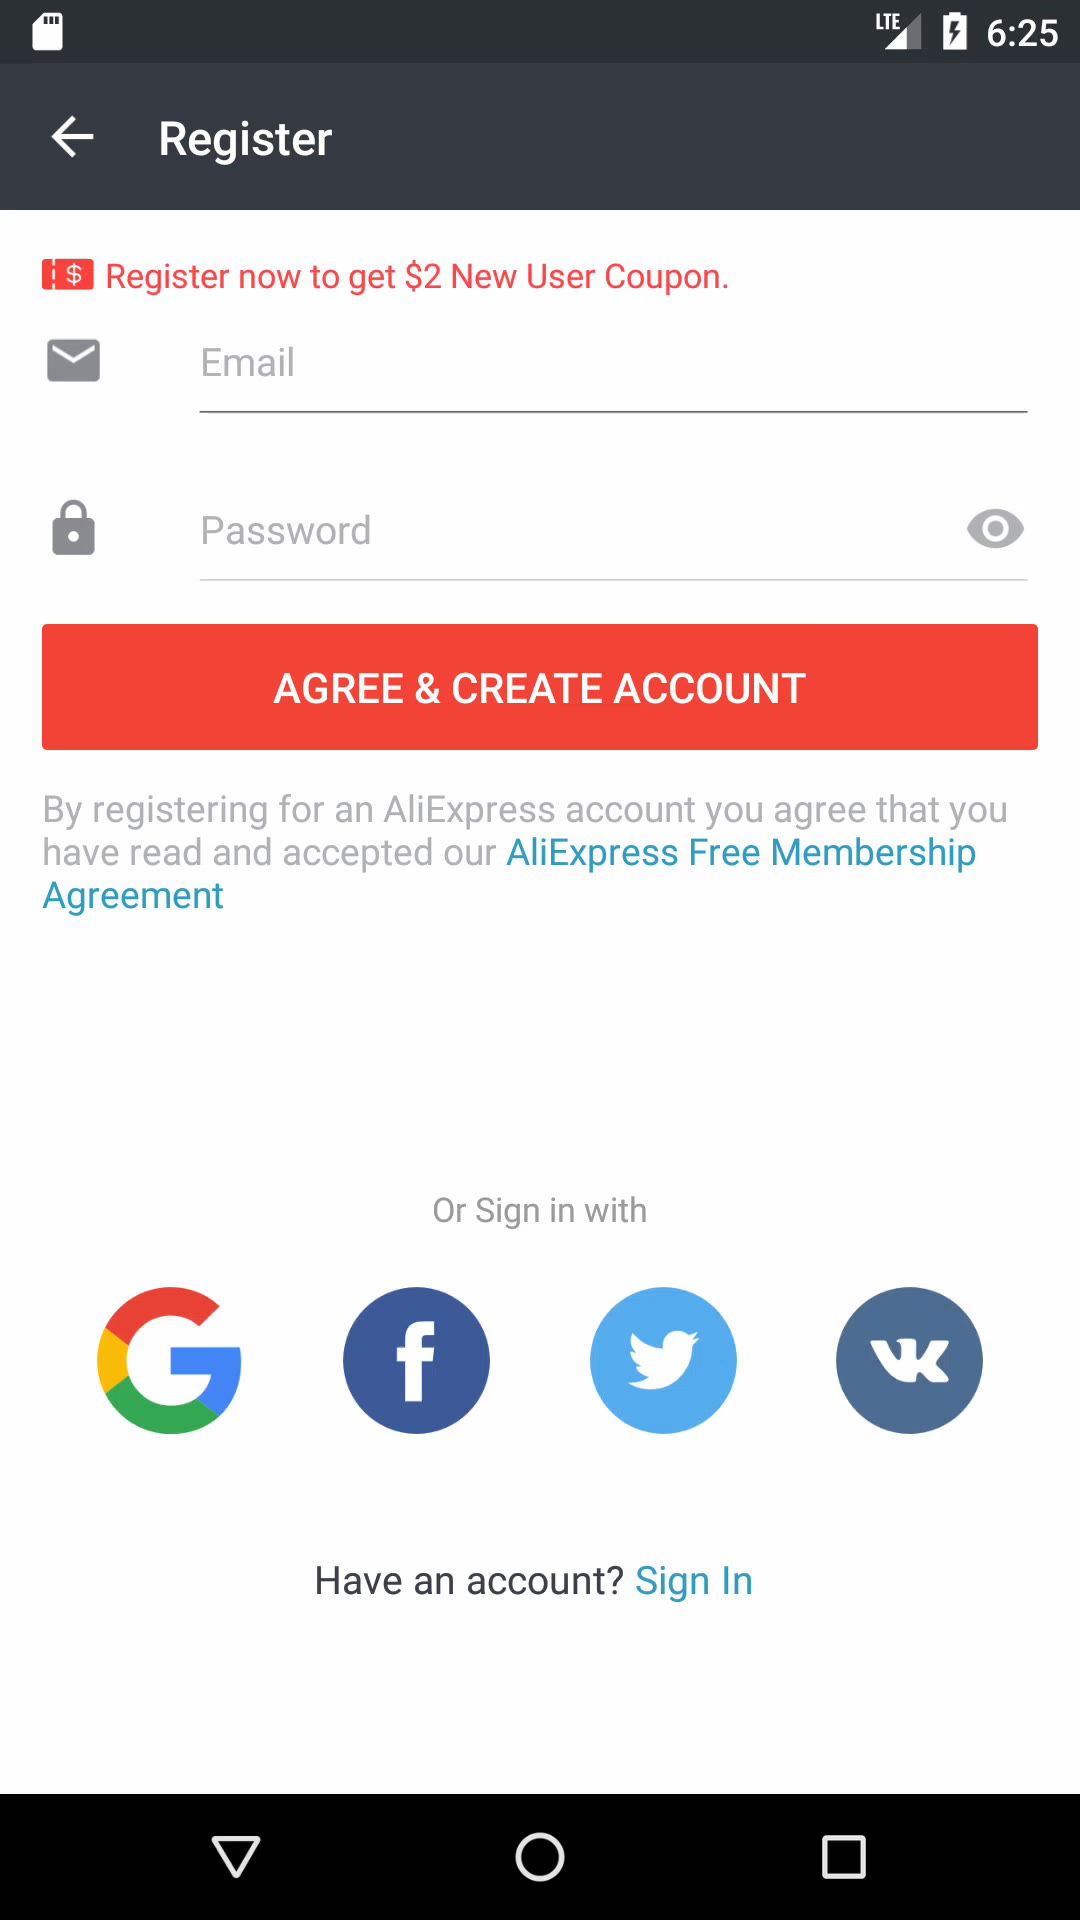 LTE 6:25
Register
$ Register now to get $2 New User Coupon.
Email
Password
AGREE & CREATE ACCOUNT
By registering for an AliExpress account you agree that you
have read and accepted our AliExpress Free Membership
Agreement
Or Sign in with
Have an account? Sign In